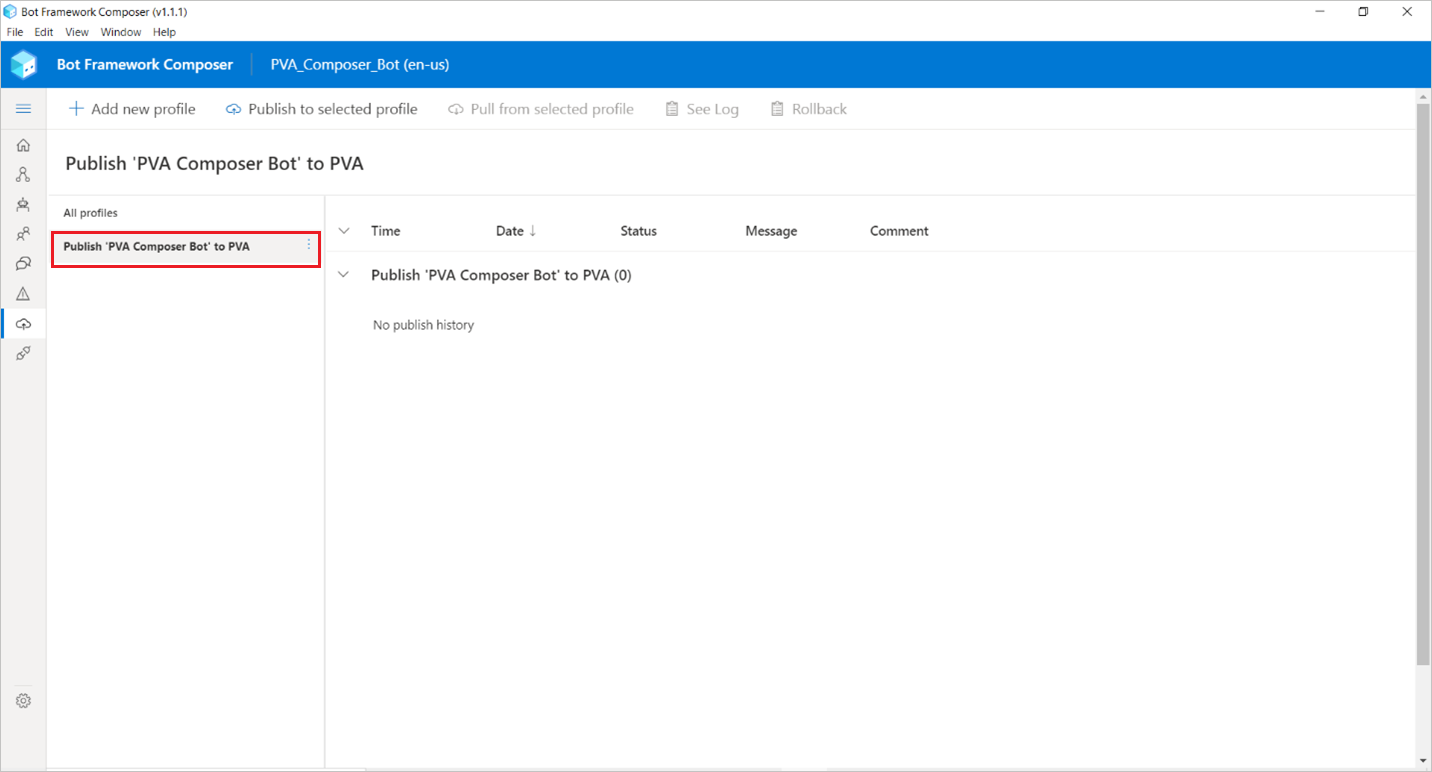 Bot Framework Composer (v1.1.1)
File Edit View Window Help
Bot Framework Composer PVA_Composer_Bot (en-us)
Add new profile Publish to selected profile Pull from selected profile See Log Rollback
Publish 'PVA Composer Bot' to PVA
All profiles
Publish 'PVA Composer Bot' to PVA
Time Date ↓ Status Message Comment
Publish 'PVA Composer Bot' to PVA (0)
No publish history